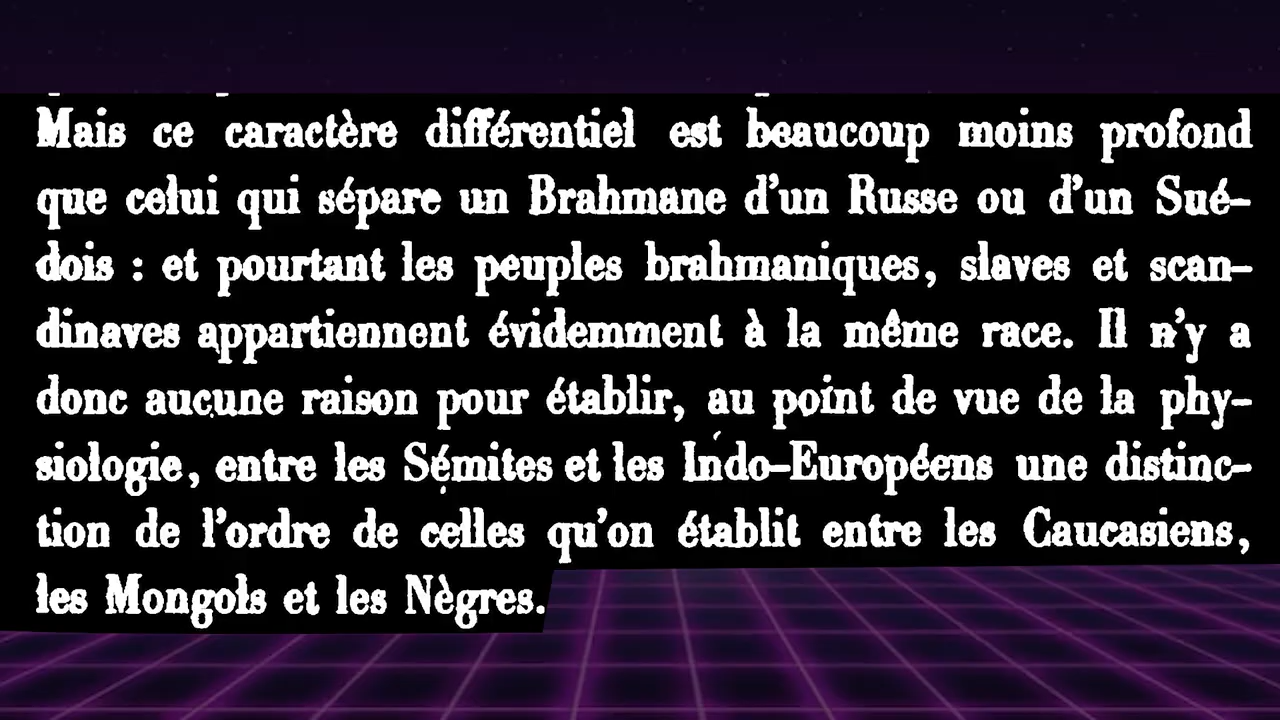 Mais ce caractère différentiel est beaucoup moins profond
que celui qui sépare un Brahmane d'un Russe ou d'un Sué-
dois : et pourtant les peuples brahmaniques, slaves et scan-
dinaves appartiennent évidemment à la même race. Il n'y a
donc aucune raison pour établir, au point de vue de la phy-
siologie, entre les Sémites et les Indo-Européens une distinc-
tion de l'ordre de celles qu'on établit entre les Caucasiens,
les Mongols et les Nègres.